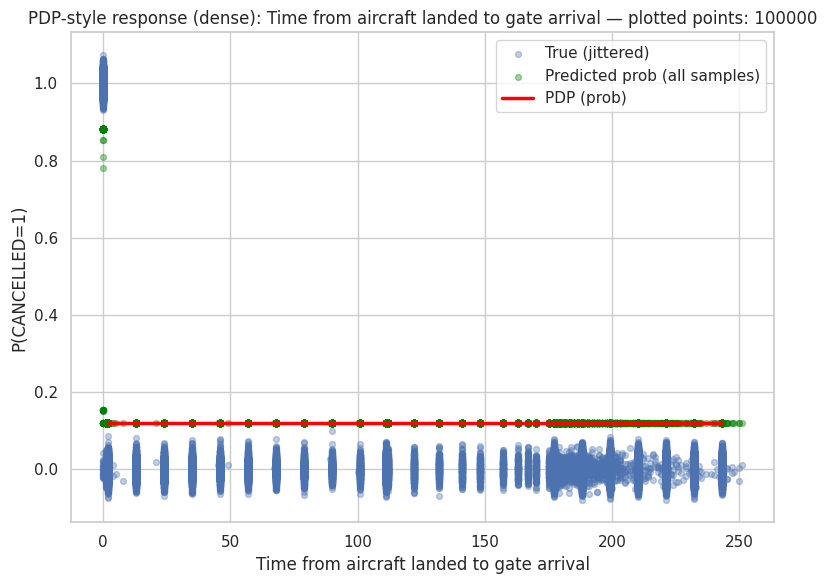 PDP-style response (dense): Time from aircraft landed to gate arrival — plotted points: 100000
True (jittered)
Predicted prob (all samples)
PDP (prob)
P(CANCELLED=1)
1.0
0.8
0.6
0.4
0.2
0.0
0 50 100 150 200 250
Time from aircraft landed to gate arrival